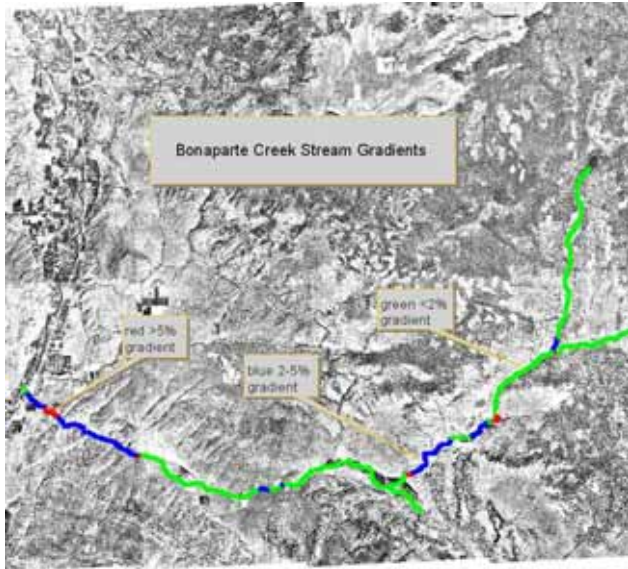 Bonaparte Creek Stream Gradients
green <2%
gradient
red >5%
gradient
blue 2-5%
gradient